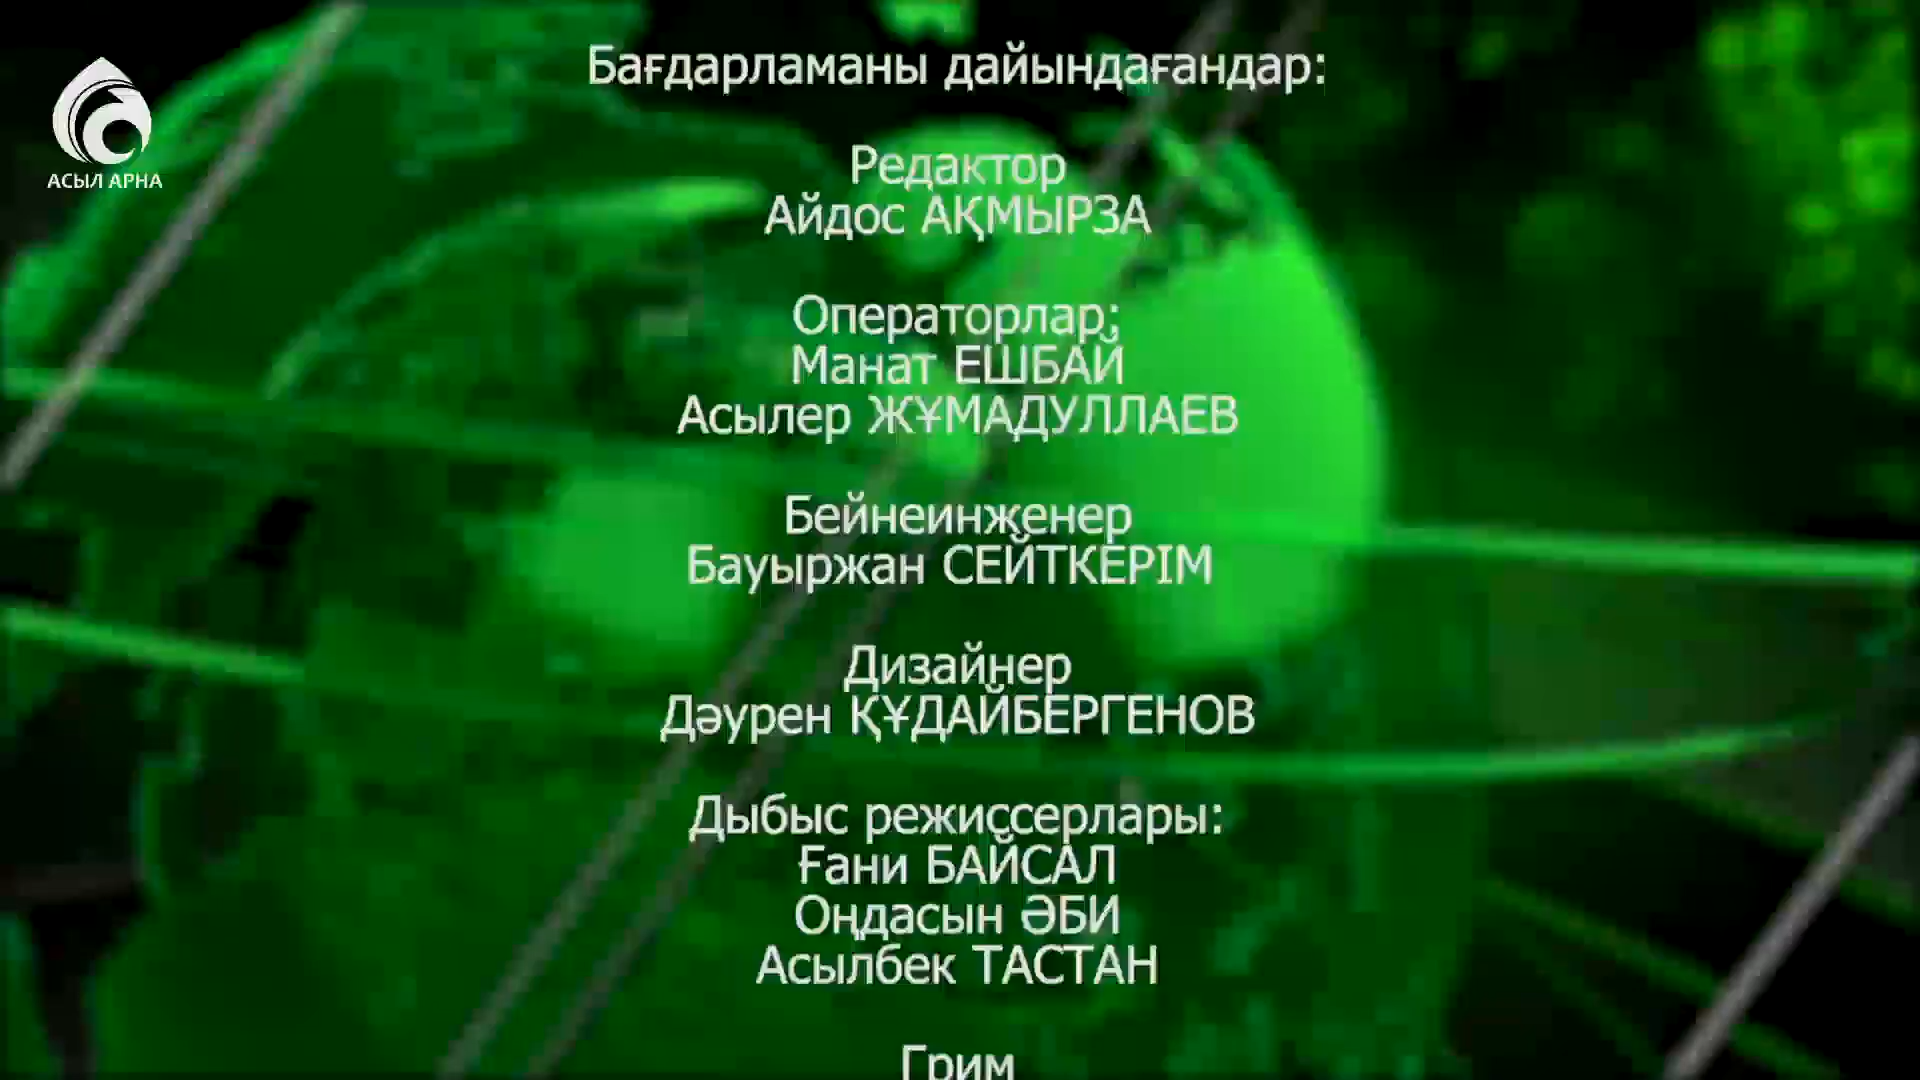 Бағдарламаны дайындағандар:
АСЫЛ АРНА
Редактор
Айдос АҚМЫРЗА
Операторлар:
Манат ЕШБАЙ
Асылер ЖҰМАДУЛЛАЕВ
Бейнеинженер
Бауыржан СЕЙТКЕРІМ
Дизайнер
Дәурен ҚҰДАЙБЕРГЕНОВ
Дыбыс режиссерлары:
Ғани БАЙСАЛ
Оңдасын ӘБИ
Асылбек ТАСТАН
Грим